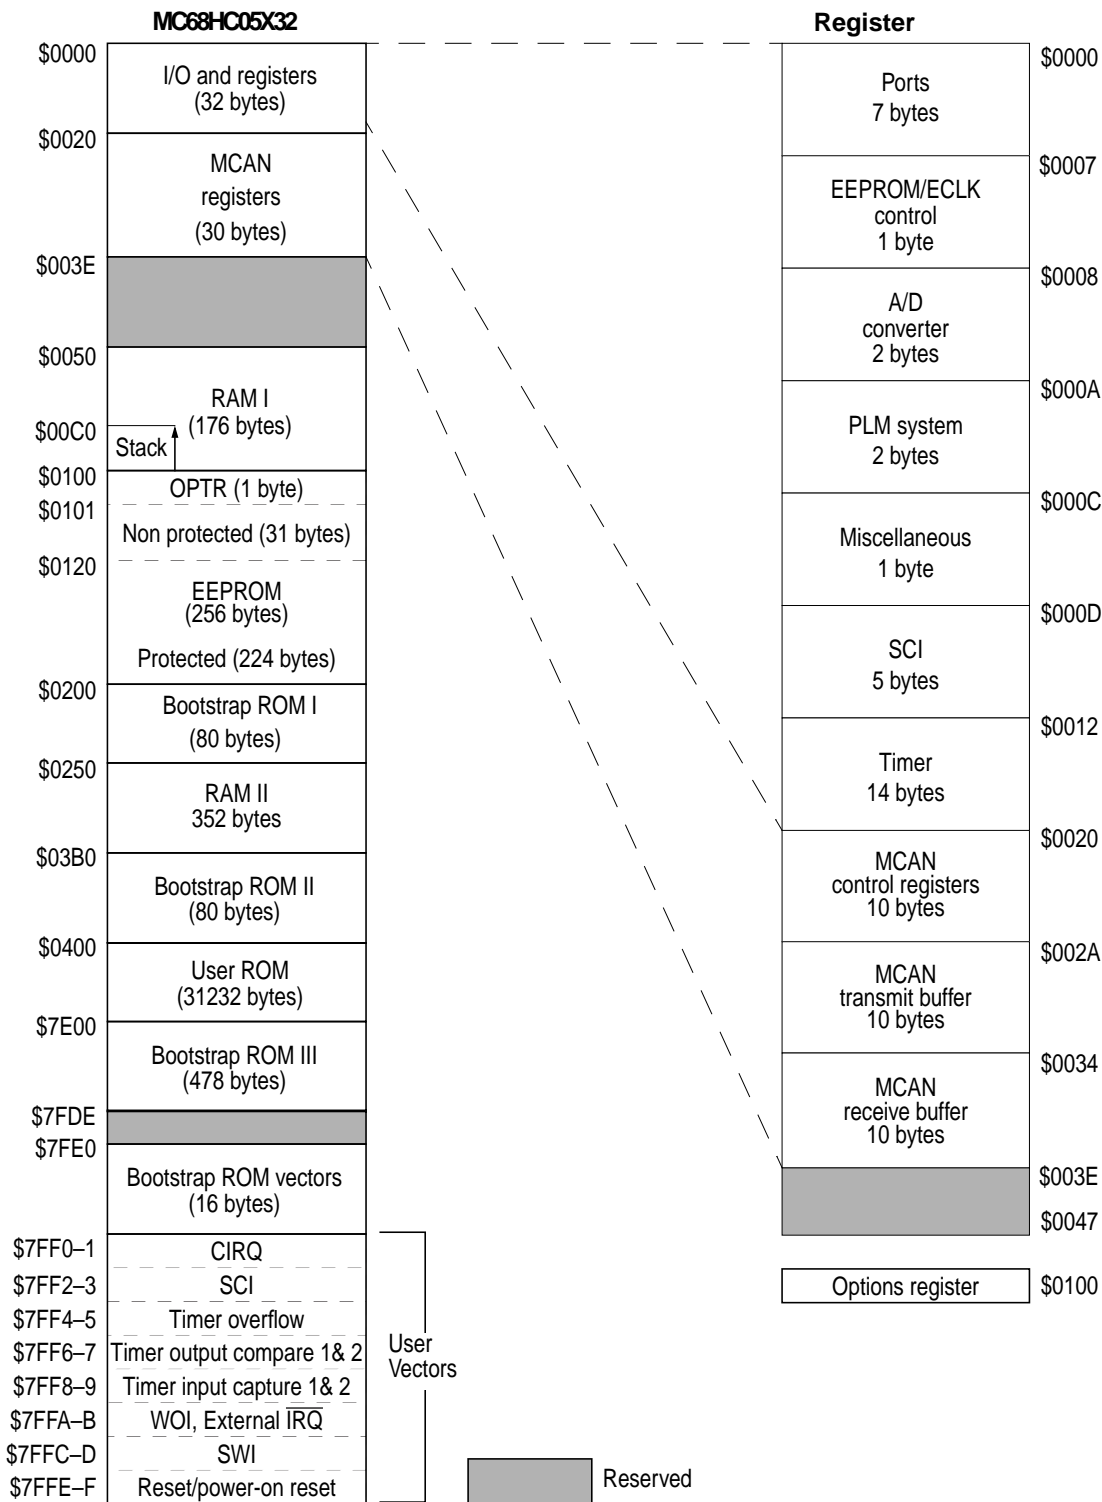 MC68HC05X32
$0000
I/O and registers
(32 bytes)
$0020
MCAN
registers
(30 bytes)
$003E
$0050
RAM I
(176 bytes)
$00C0
Stack
$0100
OPTR (1 byte)
$0101
Non protected (31 bytes)
$0120
EEPROM
(256 bytes)
Protected (224 bytes)
$0200
Bootstrap ROM I
(80 bytes)
$0250
RAM II
352 bytes
$03B0
Bootstrap ROM II
(80 bytes)
$0400
User ROM
(31232 bytes)
$7E00
Bootstrap ROM III
(478 bytes)
$7FDE
$7FE0
Bootstrap ROM vectors
(16 bytes)
$7FF0–1 CIRQ
$7FF2–3 SCI
$7FF4–5 Timer overflow
$7FF6–7 Timer output compare 1& 2
$7FF8–9 Timer input capture 1& 2
$7FFA–B WOI, External IRQ
$7FFC–D SWI
$7FFE–F Reset/power-on reset
User
Vectors
Register
$0000
Ports
7 bytes
$0007
EEPROM/ECLK
control
1 byte
$0008
A/D
converter
2 bytes
$000A
PLM system
2 bytes
$000C
Miscellaneous
1 byte
$000D
SCI
5 bytes
$0012
Timer
14 bytes
$0020
MCAN
control registers
10 bytes
$002A
MCAN
transmit buffer
10 bytes
$0034
MCAN
receive buffer
10 bytes
$003E
$0047
Options register $0100
Reserved